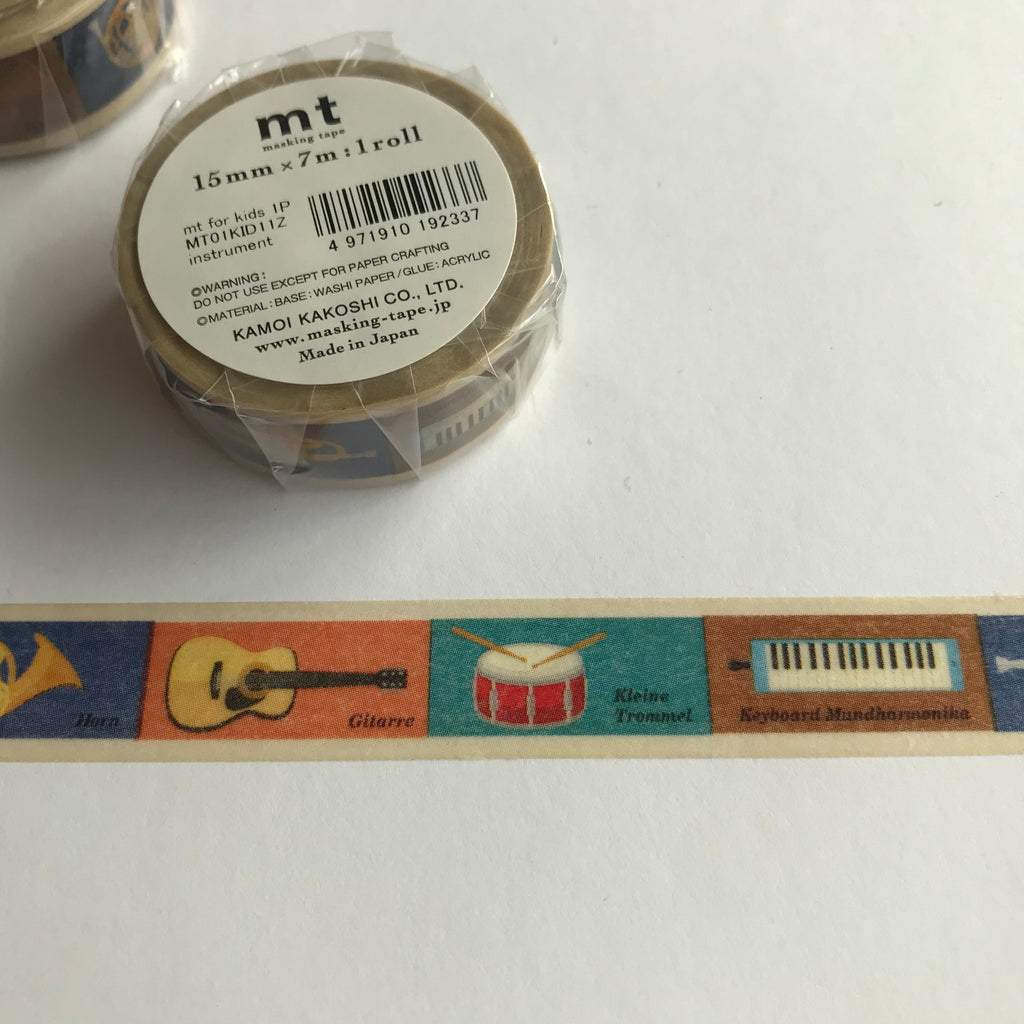 mt
masking tape
15mm × 7m : 1roll
mt for kids 1P
MT01KID11Z
instrument
4 971910 192337
◎WARNING:
DO NOT USE EXCEPT FOR PAPER CRAFTING
◎MATERIAL: BASE: WASHI PAPER / GLUE: ACRYLIC
KAMOI KAKOSHI CO., LTD.
www.masking-tape.jp
Made in Japan
Horn
Gitarre
Kleine
Trommel
Keyboard Mundharmonika